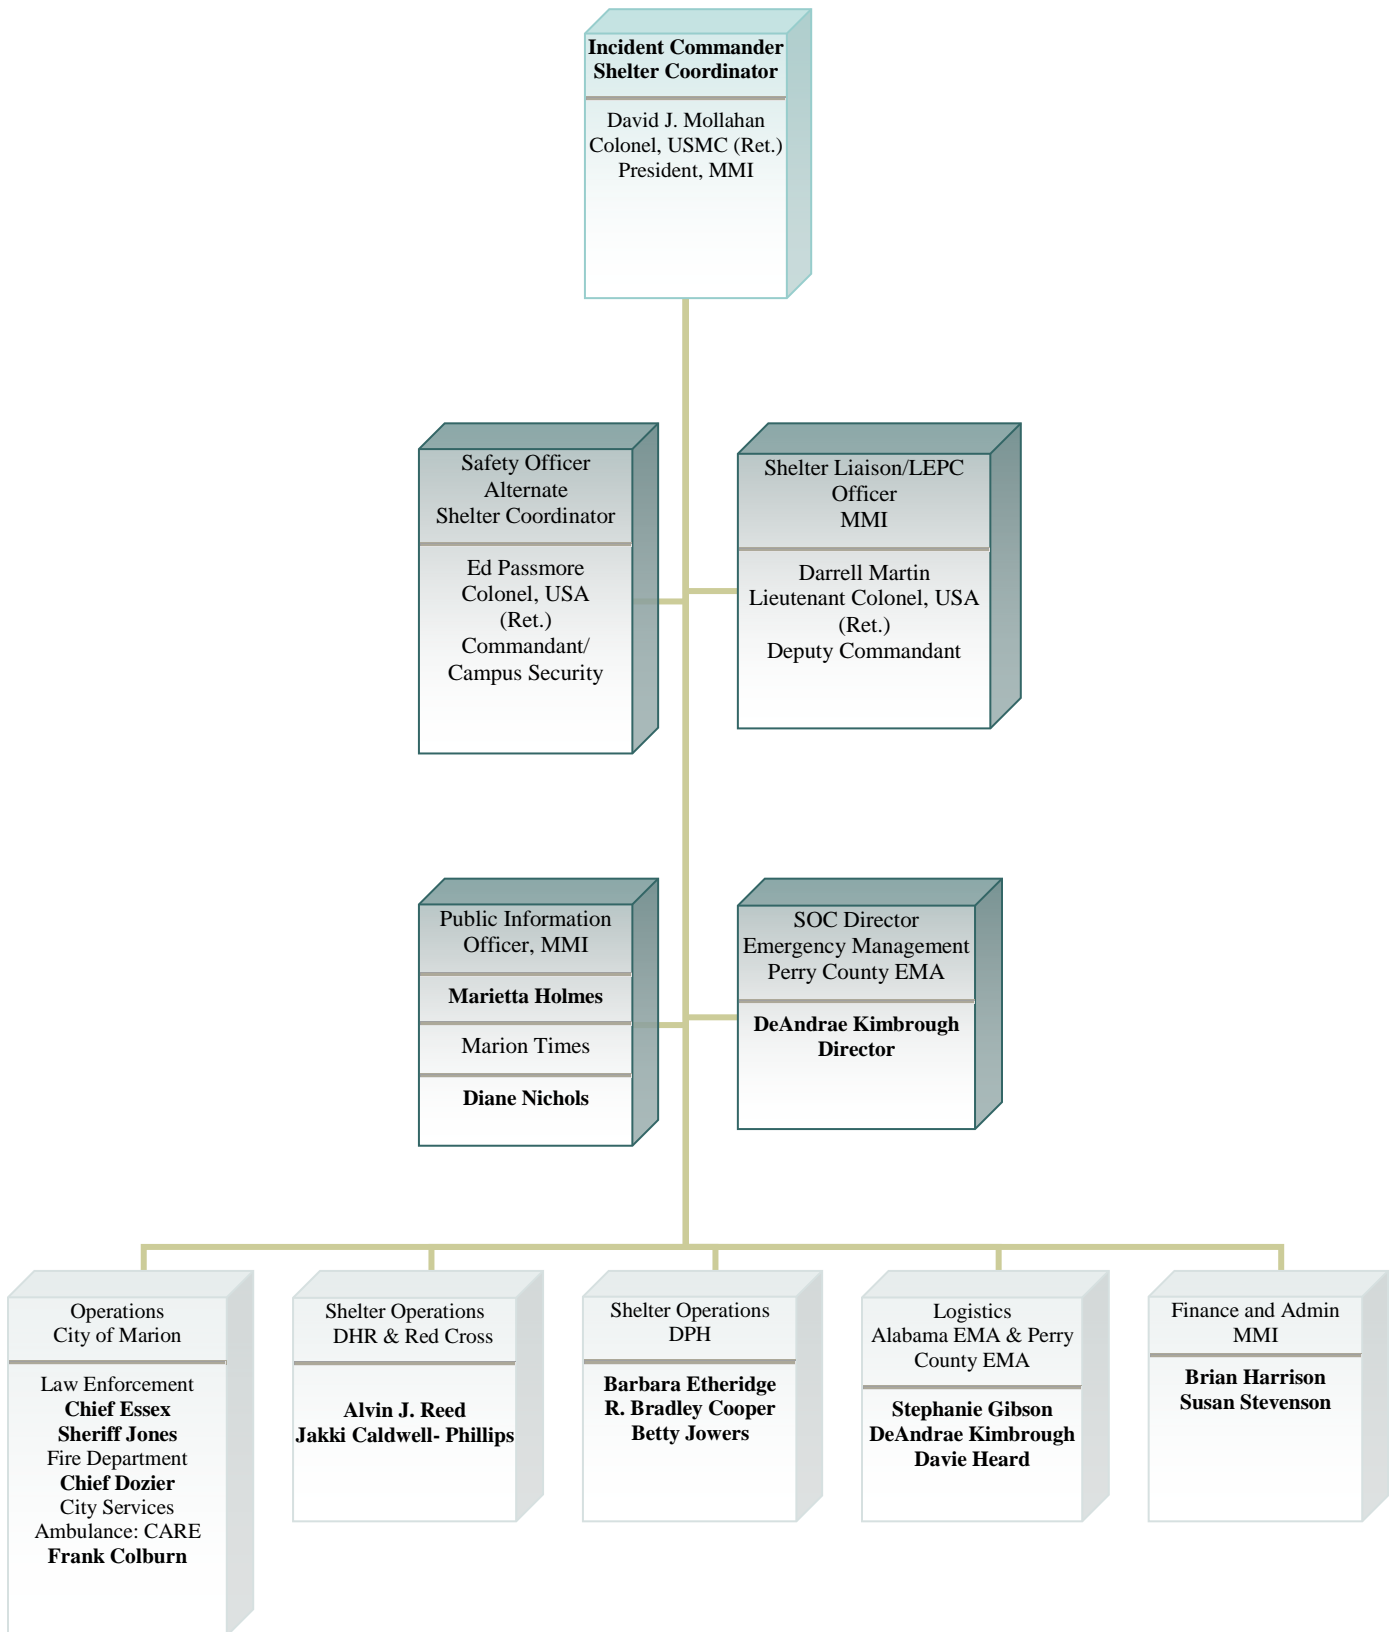 Incident Commander
Shelter Coordinator
David J. Mollahan
Colonel, USMC (Ret.)
President, MMI
Safety Officer
Alternate
Shelter Coordinator
Ed Passmore
Colonel, USA
(Ret.)
Commandant/
Campus Security
Shelter Liaison/LEPC
Officer
MMI
Darrell Martin
Lieutenant Colonel, USA
(Ret.)
Deputy Commandant
Public Information
Officer, MMI
Marietta Holmes
Marion Times
Diane Nichols
SOC Director
Emergency Management
Perry County EMA
DeAndrae Kimbrough
Director
Operations
City of Marion
Law Enforcement
Chief Essex
Sheriff Jones
Fire Department
Chief Dozier
City Services
Ambulance: CARE
Frank Colburn
Shelter Operations
DHR & Red Cross
Alvin J. Reed
Jakki Caldwell- Phillips
Shelter Operations
DPH
Barbara Etheridge
R. Bradley Cooper
Betty Jowers
Logistics
Alabama EMA & Perry
County EMA
Stephanie Gibson
DeAndrae Kimbrough
Davie Heard
Finance and Admin
MMI
Brian Harrison
Susan Stevenson